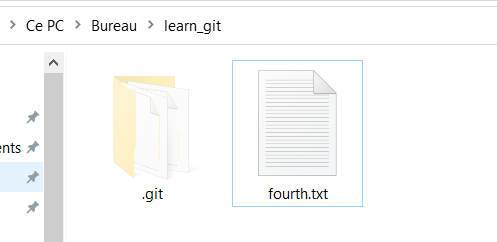 Ce PC > Bureau > learn_git
ents
.git
fourth.txt